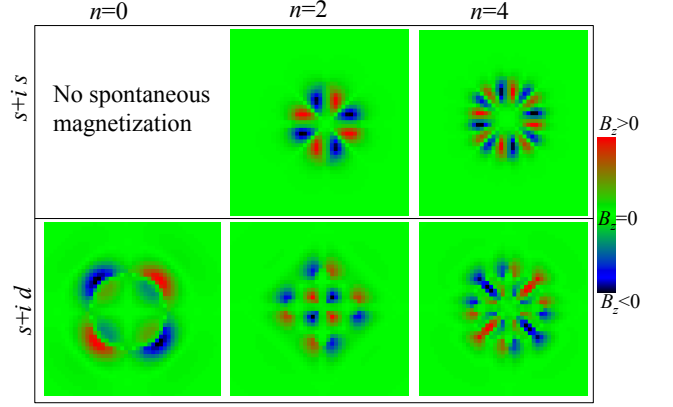 n=0 n=2 n=4
s+i s
No spontaneous
magnetization
B_z>0
B_z=0
B_z<0
s+i d